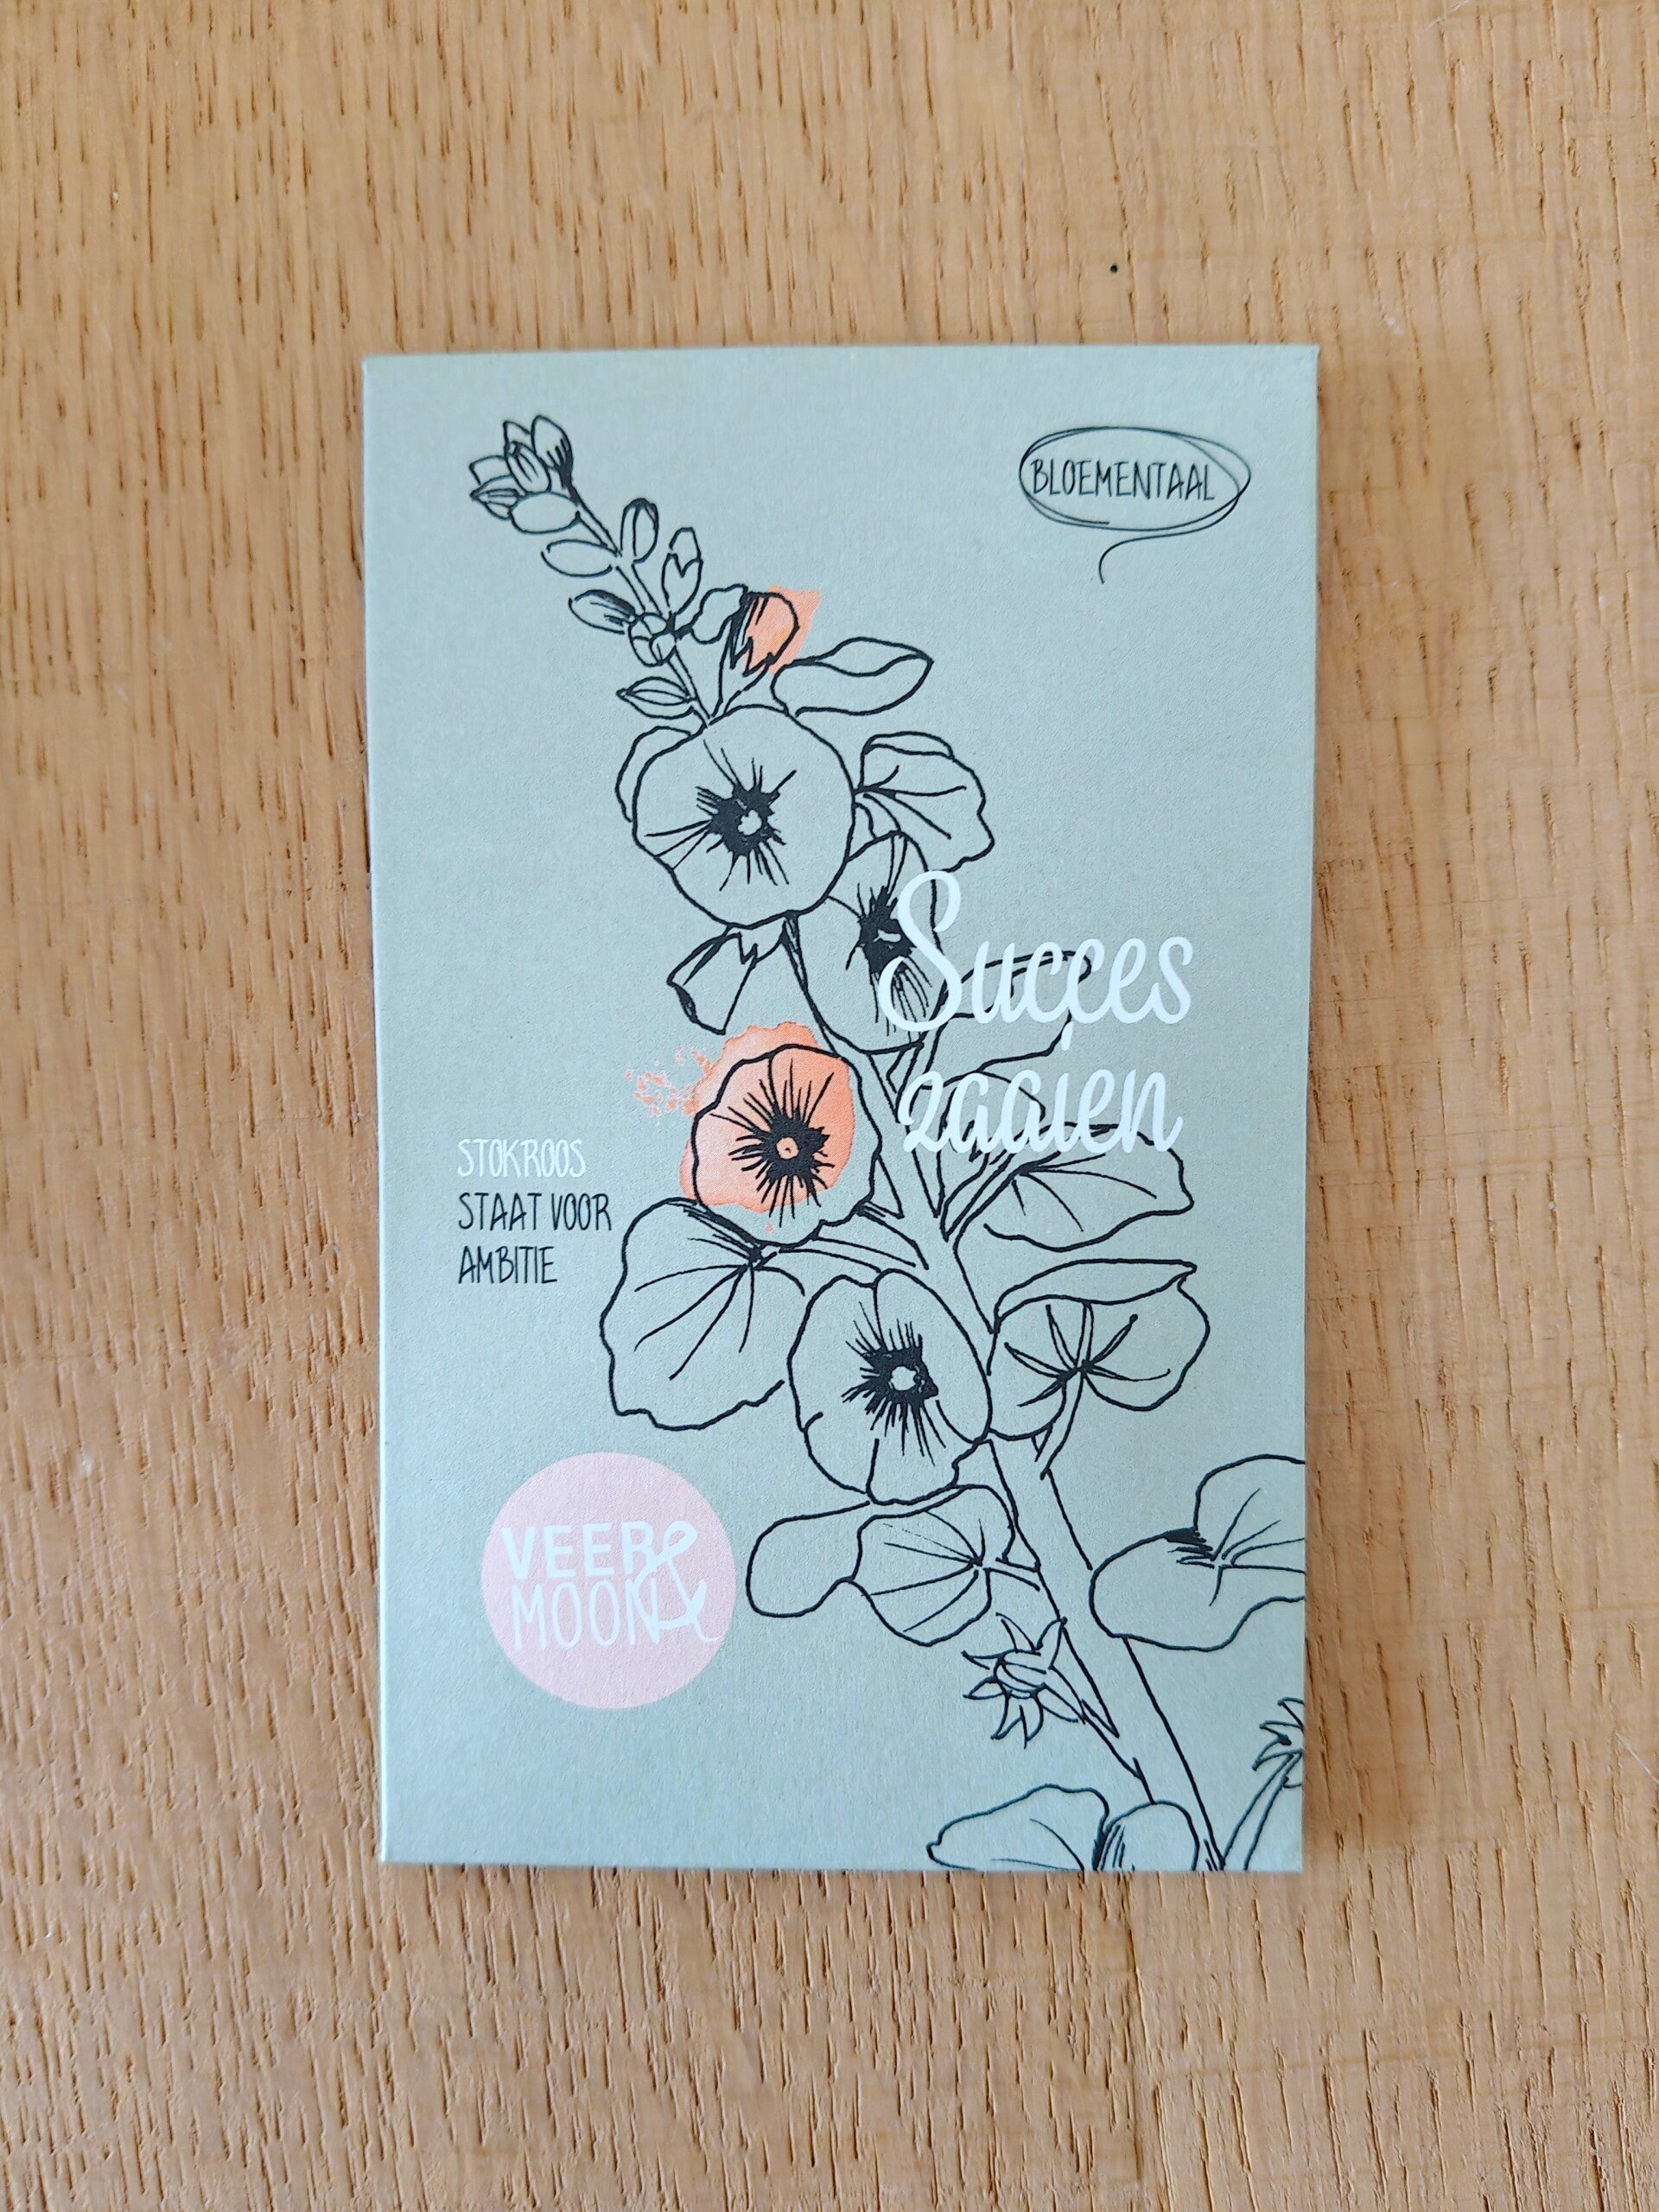 BLOEMENTAAL
Succes
zaaien
STOKROOS
STAAT VOOR
AMBITIE
VEER&
MOON